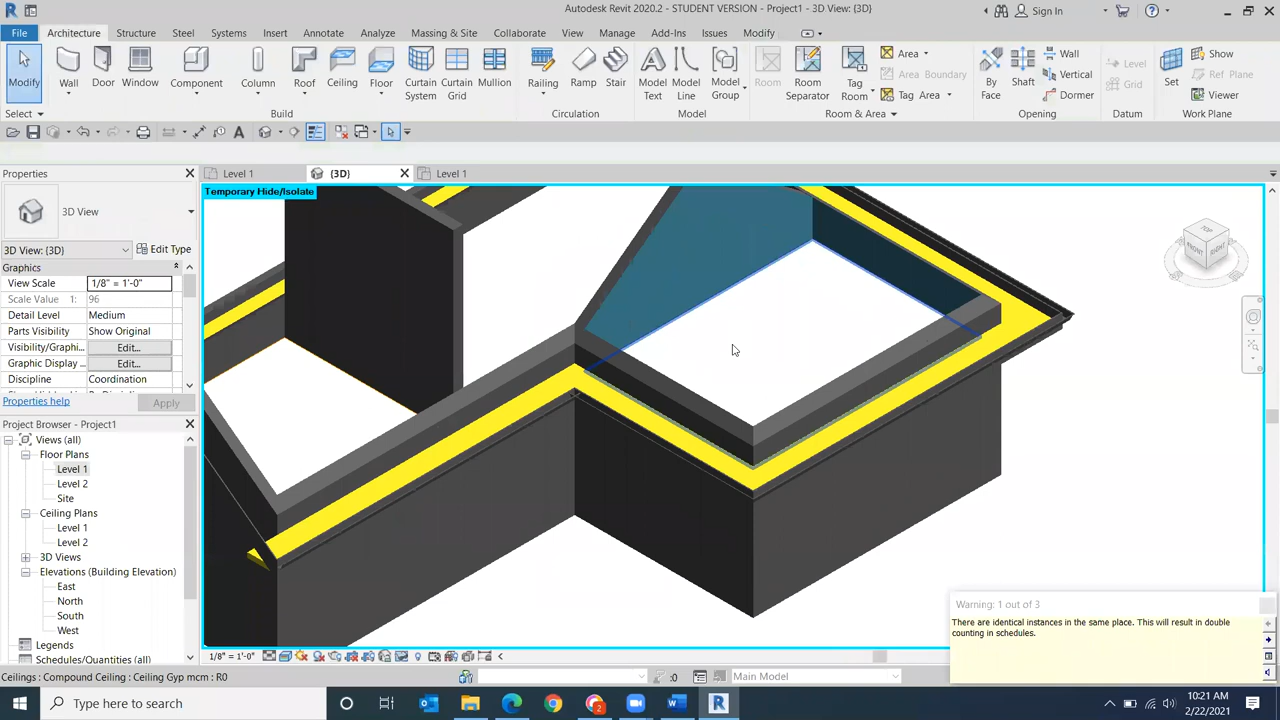 Autodesk Revit 2020.2 - STUDENT VERSION - Project1 - 3D View: {3D}
Sign In
File Architecture Structure Steel Systems Insert Annotate Analyze Massing & Site Collaborate View Manage Add-Ins Issues Modify
Modify Wall Door Window Component Column Roof Ceiling Floor Curtain System Curtain Grid Mullion Railing Ramp Stair Model Text Model Line Model Group Room Room Separator Tag Room Area Area Boundary Tag Area By Face Shaft Wall Vertical Dormer Level Grid Set Show Ref Plane Viewer
Select Build Circulation Model Room & Area Opening Datum Work Plane
Properties
Level 1 {3D} Level 1
Temporary Hide/Isolate
3D View
3D View: {3D} Edit Type
Graphics
View Scale 1/8" = 1'-0"
Scale Value 1: 96
Detail Level Medium
Parts Visibility Show Original
Visibility/Graphi... Edit...
Graphic Display ... Edit...
Discipline Coordination
Properties help Apply
Project Browser - Project1
Views (all)
Floor Plans
Level 1
Level 2
Site
Ceiling Plans
Level 1
Level 2
3D Views
Elevations (Building Elevation)
East
North
South
West
Legends
Schedules/Quantities (all)
TOP
FRONT
RIGHT
Warning: 1 out of 3
There are identical instances in the same place. This will result in double
counting in schedules.
1/8" = 1'-0"
Ceilings : Compound Ceiling : Ceiling Gyp mcm : R0
:0
Main Model
Type here to search
2
10:21 AM
2/22/2021